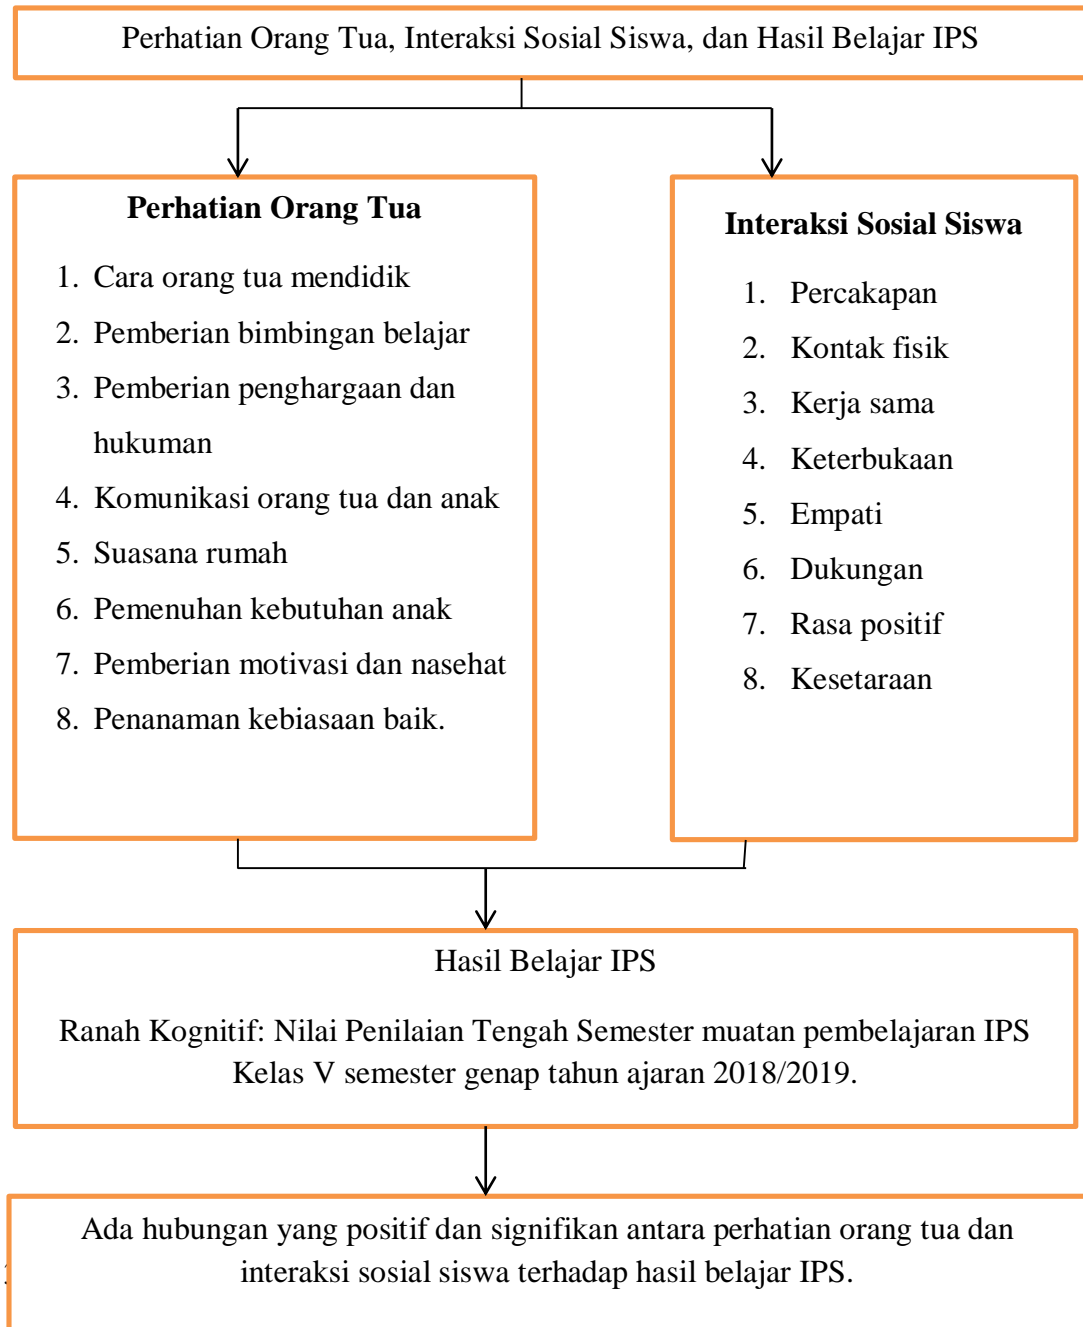 Perhatian Orang Tua, Interaksi Sosial Siswa, dan Hasil Belajar IPS
Perhatian Orang Tua
1. Cara orang tua mendidik
2. Pemberian bimbingan belajar
3. Pemberian penghargaan dan
hukuman
4. Komunikasi orang tua dan anak
5. Suasana rumah
6. Pemenuhan kebutuhan anak
7. Pemberian motivasi dan nasehat
8. Penanaman kebiasaan baik.
Interaksi Sosial Siswa
1. Percakapan
2. Kontak fisik
3. Kerja sama
4. Keterbukaan
5. Empati
6. Dukungan
7. Rasa positif
8. Kesetaraan
Hasil Belajar IPS
Ranah Kognitif: Nilai Penilaian Tengah Semester muatan pembelajaran IPS
Kelas V semester genap tahun ajaran 2018/2019.
Ada hubungan yang positif dan signifikan antara perhatian orang tua dan
interaksi sosial siswa terhadap hasil belajar IPS.